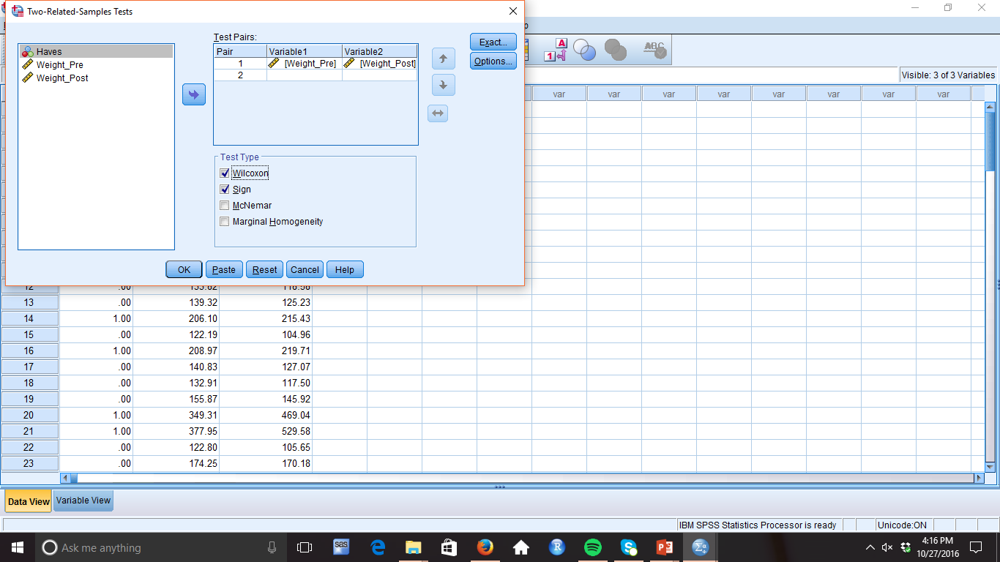 Two-Related-Samples Tests
Haves
Weight_Pre
Weight_Post
Test Pairs:
Pair Variable1 Variable2
1 [Weight_Pre] [Weight_Post]
2
Exact...
Options...
Test Type
Wilcoxon
Sign
McNemar
Marginal Homogeneity
OK Paste Reset Cancel Help
A
1
ABC
Visible: 3 of 3 Variables
var var var var var var var var
12 .00 133.62 118.58
13 .00 139.32 125.23
14 1.00 206.10 215.43
15 .00 122.19 104.96
16 1.00 208.97 219.71
17 .00 140.83 127.07
18 .00 132.91 117.50
19 .00 155.87 145.92
20 1.00 349.31 469.04
21 1.00 377.95 529.58
22 .00 122.80 105.65
23 .00 174.25 170.18
Data View Variable View
IBM SPSS Statistics Processor is ready Unicode:ON
Ask me anything
sas
4:16 PM
10/27/2016